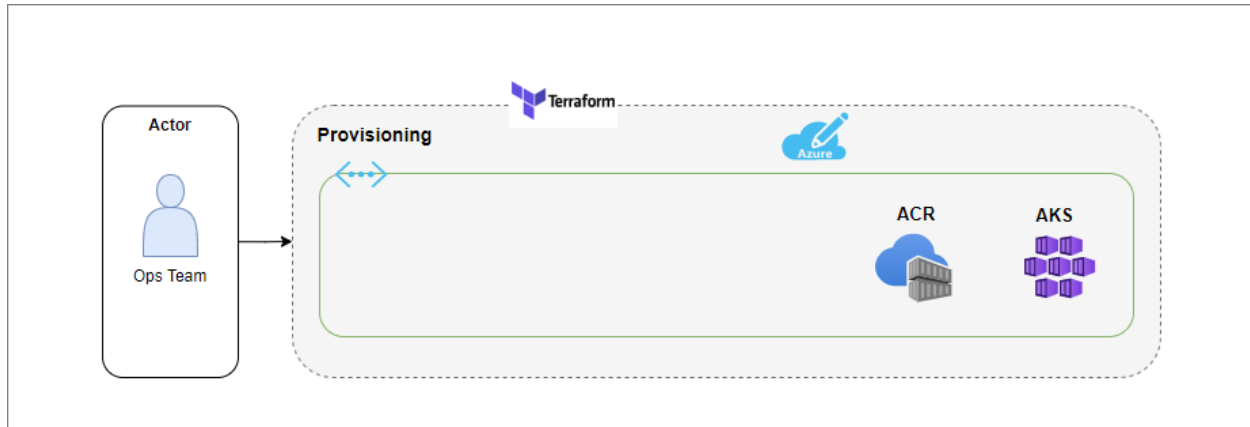 Terraform
Actor
Provisioning
Azure
ACR
AKS
Ops Team